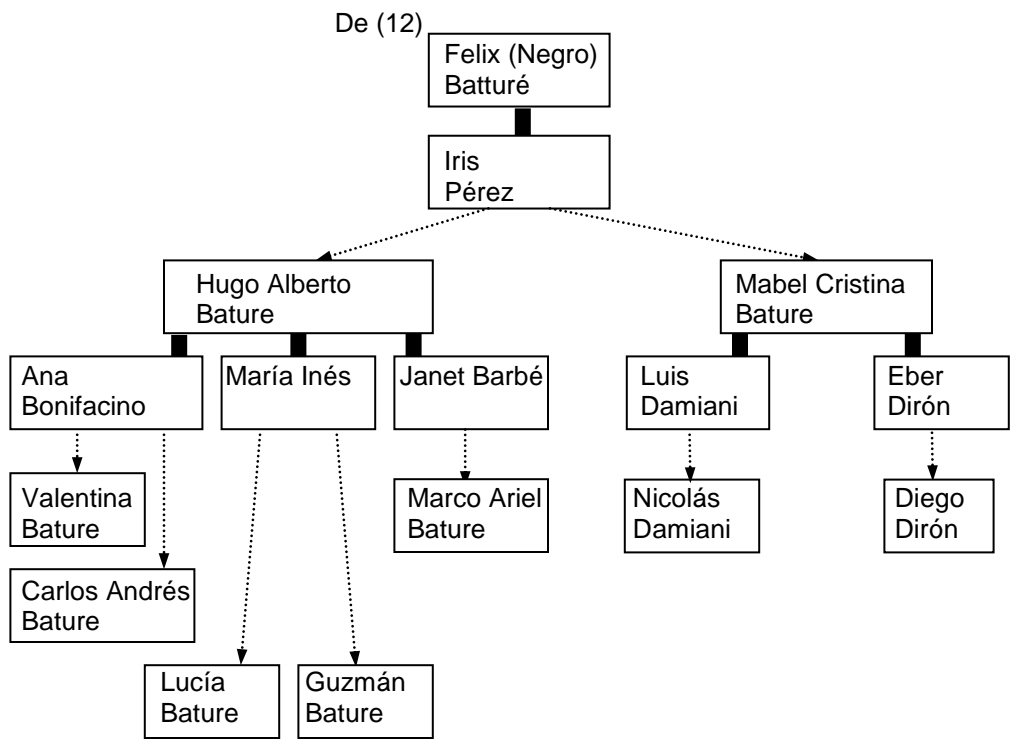 De (12)
Felix (Negro)
Batturé
Iris
Pérez
Hugo Alberto
Bature
Mabel Cristina
Bature
Ana
Bonifacino
María Inés
Janet Barbé
Luis
Damiani
Eber
Dirón
Valentina
Bature
Marco Ariel
Bature
Nicolás
Damiani
Diego
Dirón
Carlos Andrés
Bature
Lucía
Bature
Guzmán
Bature